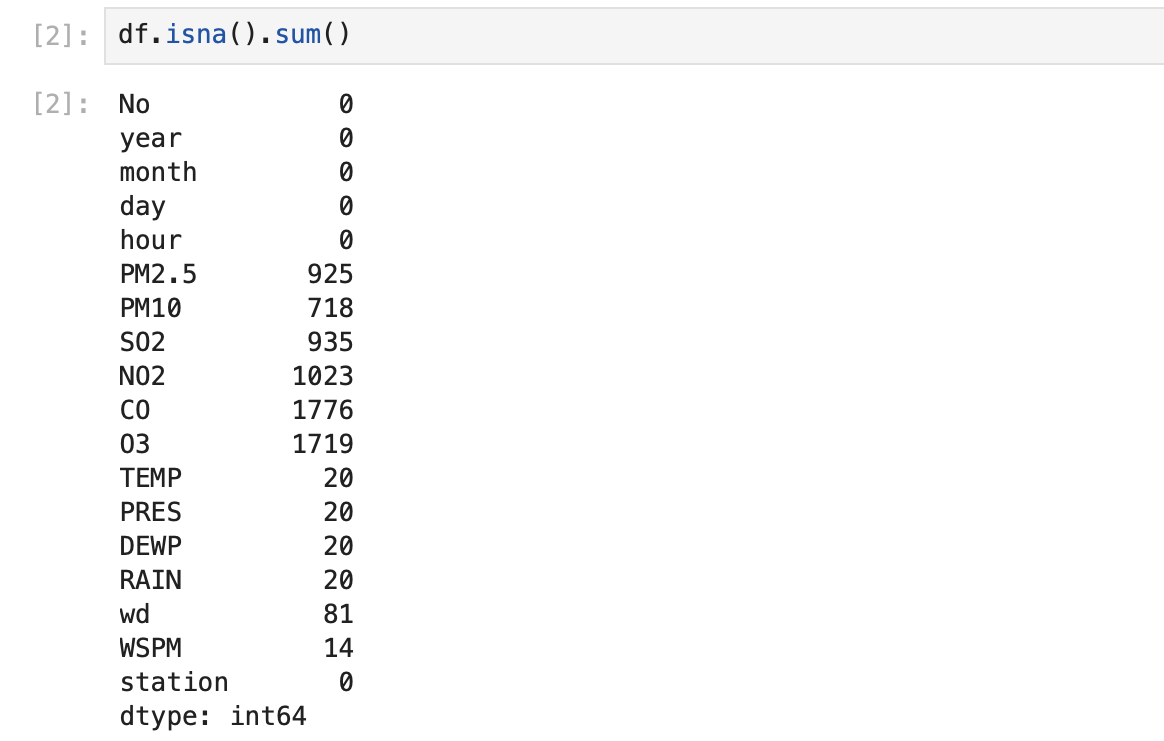 [2]: df.isna().sum()
[2]: No 0
year 0
month 0
day 0
hour 0
PM2.5 925
PM10 718
SO2 935
NO2 1023
CO 1776
O3 1719
TEMP 20
PRES 20
DEWP 20
RAIN 20
wd 81
WSPM 14
station 0
dtype: int64